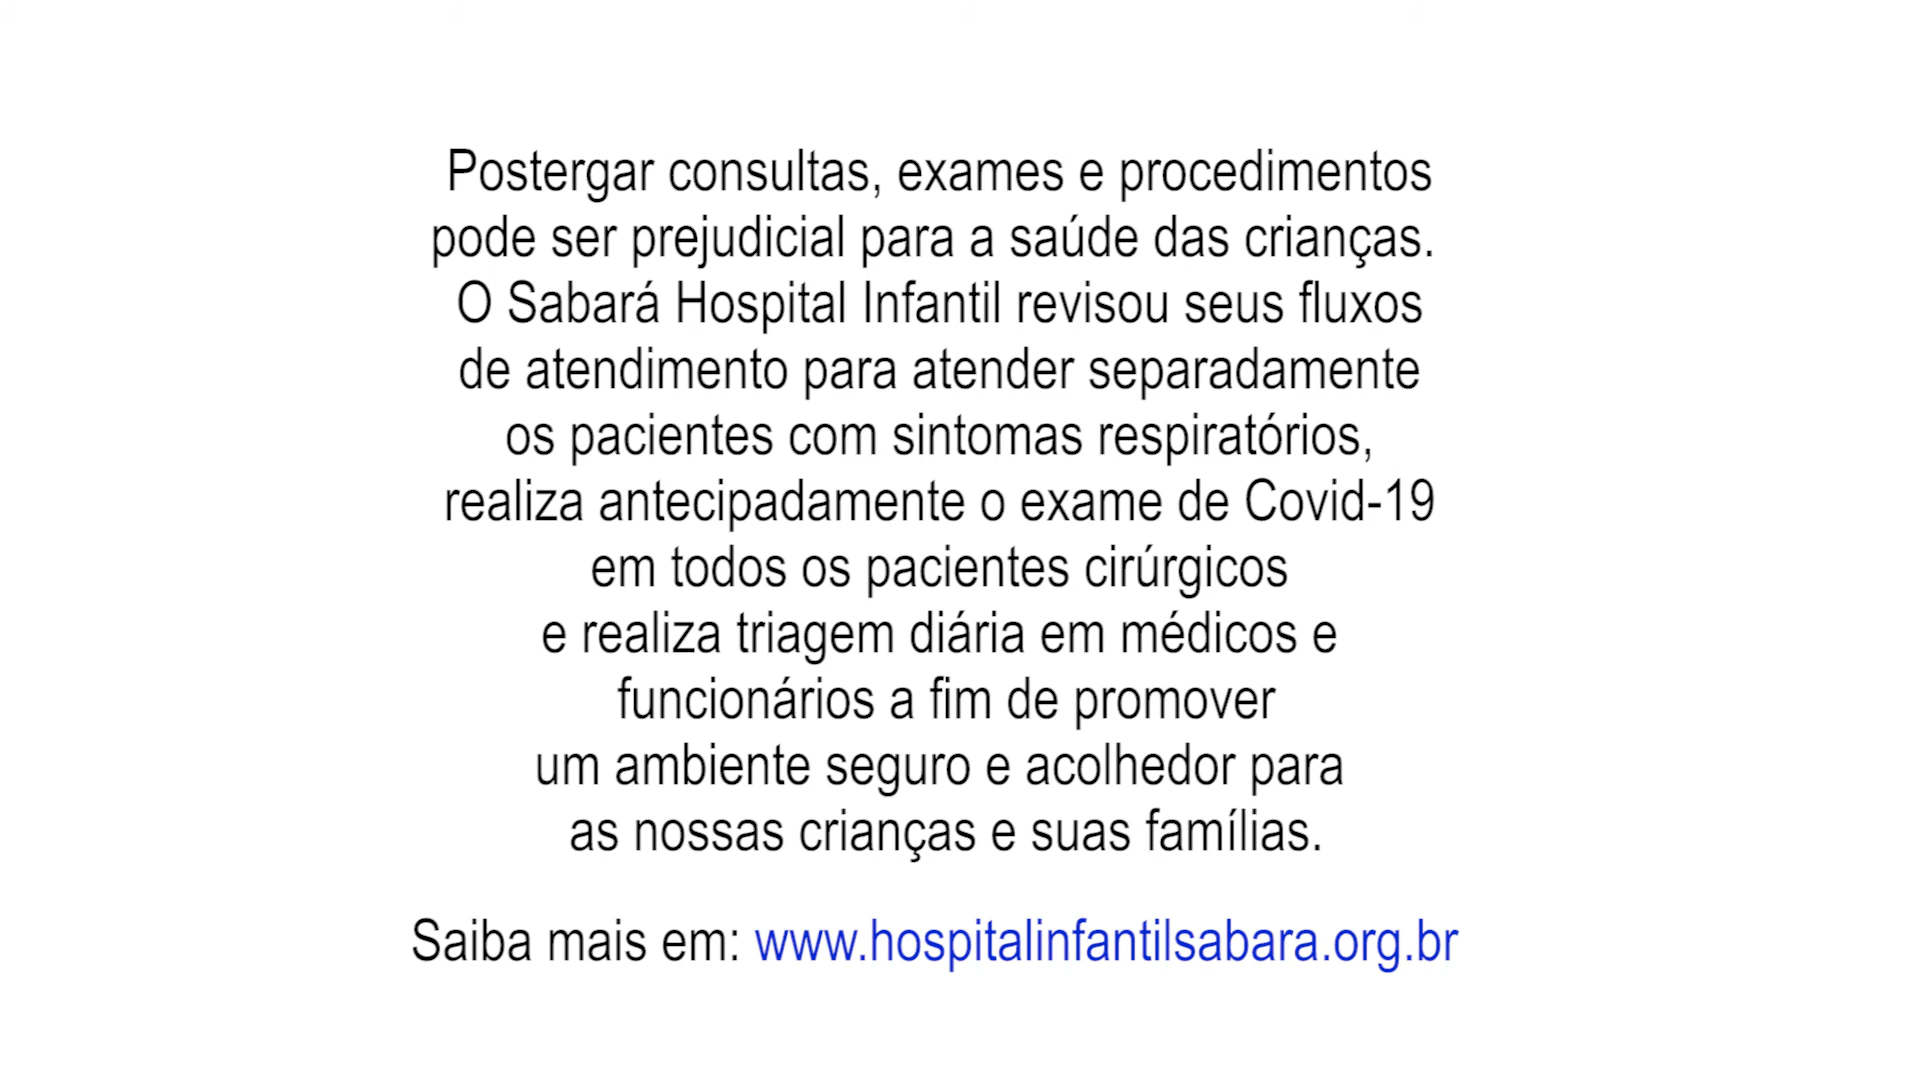 Postergar consultas, exames e procedimentos
pode ser prejudicial para a saúde das crianças.
O Sabará Hospital Infantil revisou seus fluxos
de atendimento para atender separadamente
os pacientes com sintomas respiratórios,
realiza antecipadamente o exame de Covid-19
em todos os pacientes cirúrgicos
e realiza triagem diária em médicos e
funcionários a fim de promover
um ambiente seguro e acolhedor para
as nossas crianças e suas famílias.
Saiba mais em: www.hospitalinfantilsabara.org.br